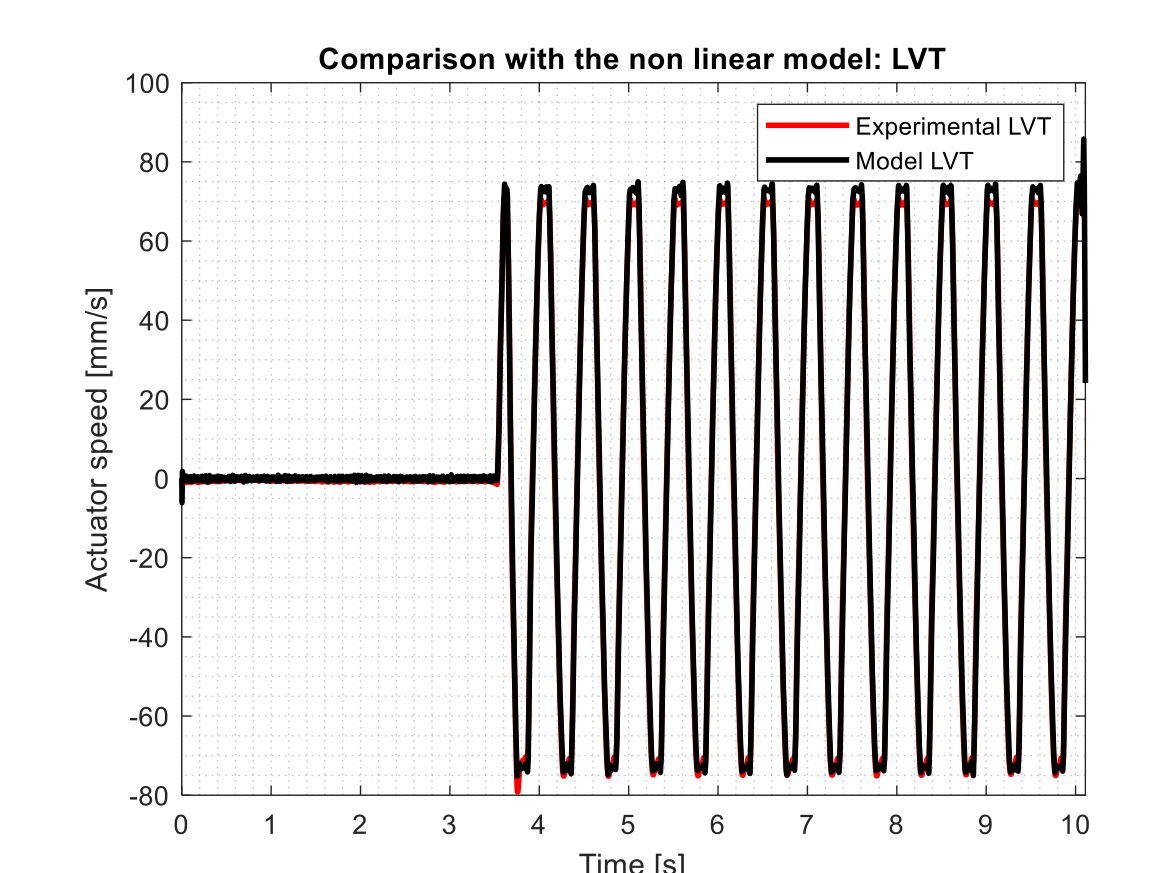 Comparison with the non linear model: LVT
100
80
60
40
20
0
-20
-40
-60
-80
Actuator speed [mm/s]
Experimental LVT
Model LVT
0 1 2 3 4 5 6 7 8 9 10
Time [s]